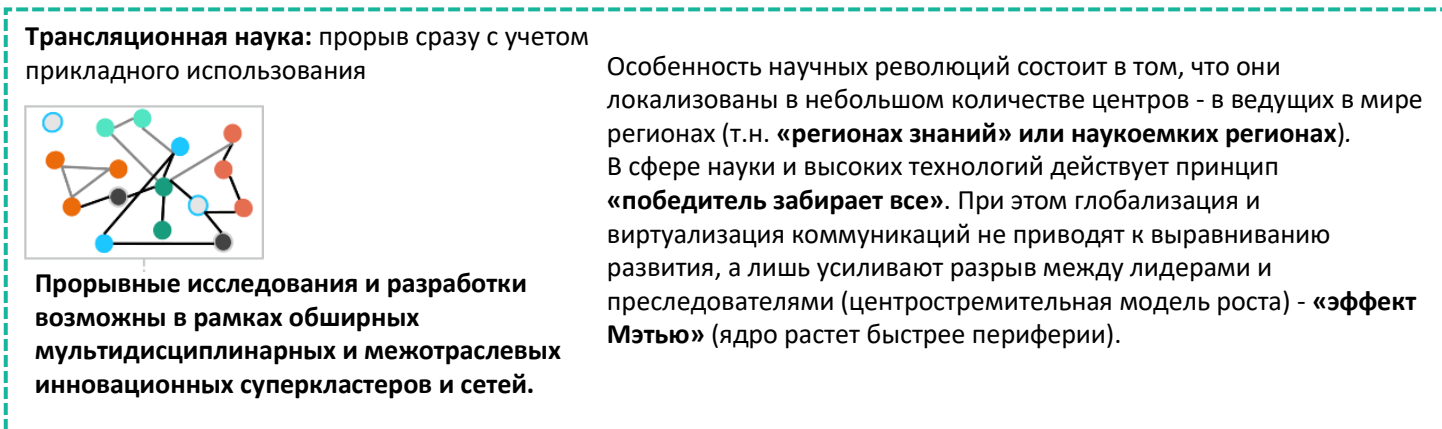 Трансляционная наука: прорыв сразу с учетом
прикладного использования
Прорывные исследования и разработки
возможны в рамках обширных
мультидисциплинарных и межотраслевых
инновационных суперкластеров и сетей.
Особенность научных революций состоит в том, что они
локализованы в небольшом количестве центров - в ведущих в мире
регионах (т.н. «регионах знаний» или наукоемких регионах).
В сфере науки и высоких технологий действует принцип
«победитель забирает все». При этом глобализация и
виртуализация коммуникаций не приводят к выравниванию
развития, а лишь усиливают разрыв между лидерами и
преследователями (центростремительная модель роста) - «эффект
Мэтью» (ядро растет быстрее периферии).